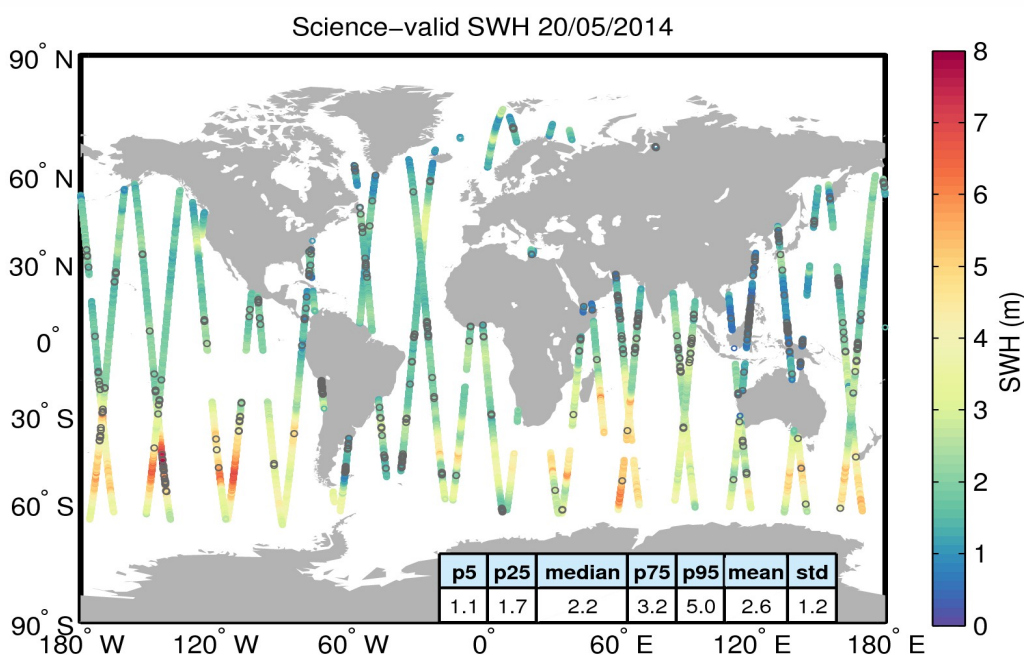 Science−valid SWH 20/05/2014
90° N
60° N
30° N
0°
30° S
60° S
90° S
180° W
120° W
60° W
0°
60° E
120° E
180° E
p5 p25 median p75 p95 mean std
1.1 1.7 2.2 3.2 5.0 2.6 1.2
8
7
6
5
4
3
2
1
0
SWH (m)